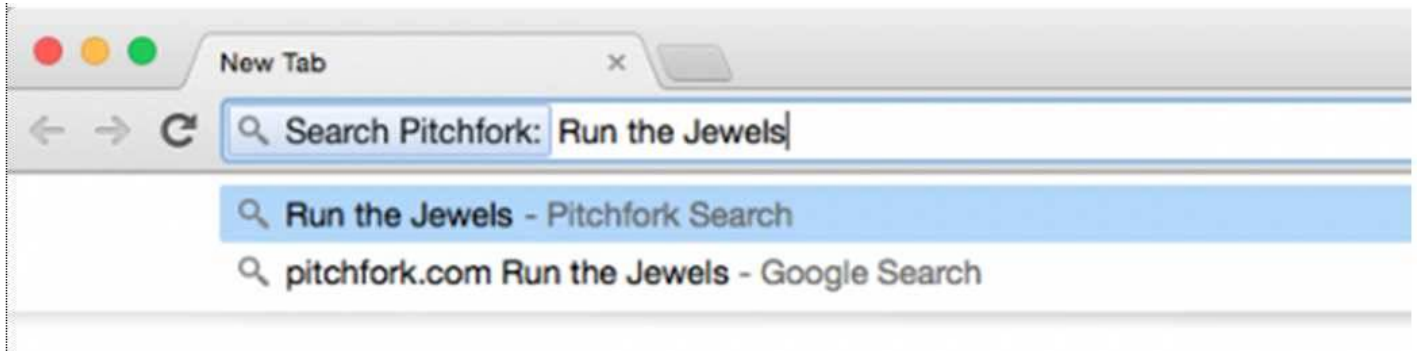 New Tab
Search Pitchfork: Run the Jewels
Run the Jewels - Pitchfork Search
pitchfork.com Run the Jewels - Google Search